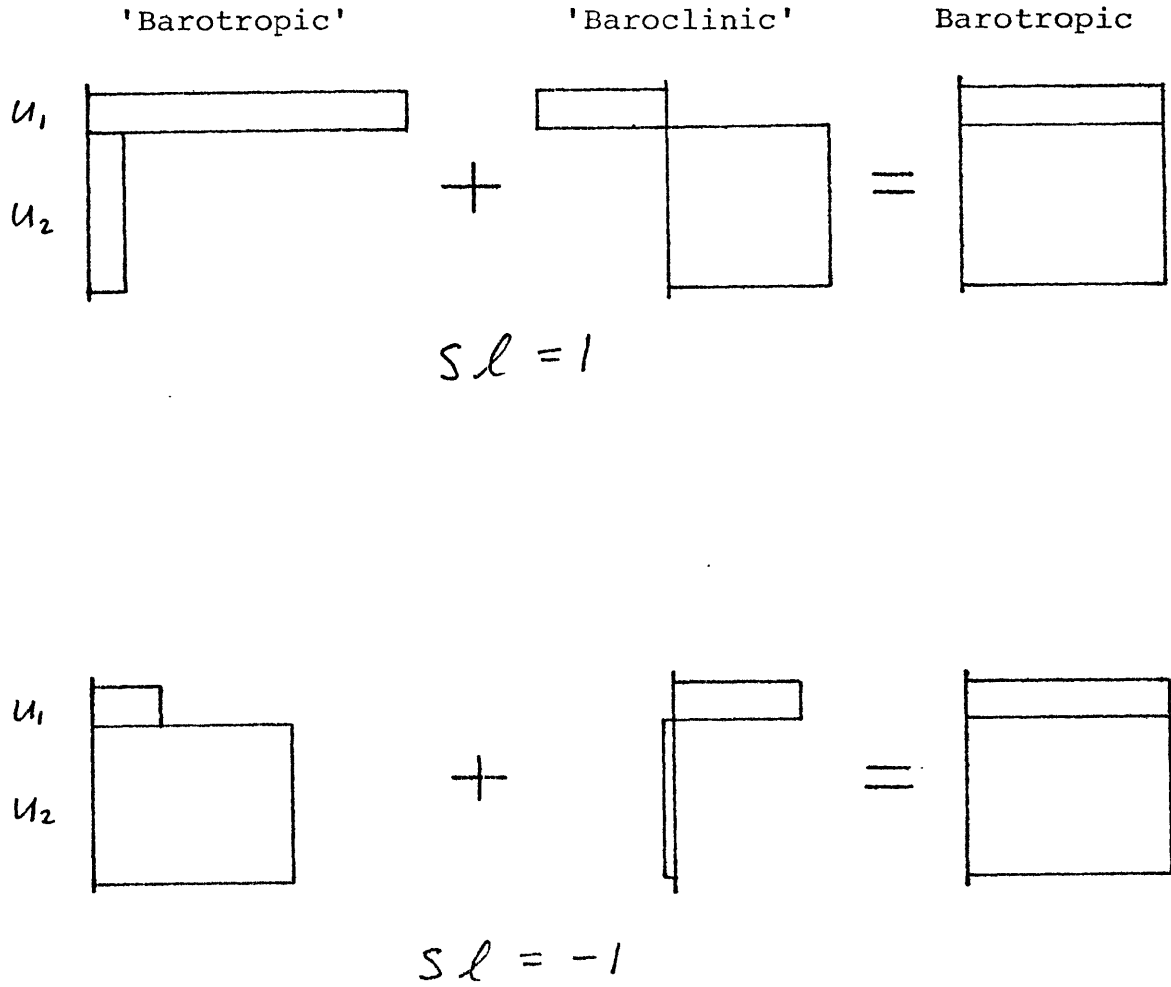 'Barotropic' 'Baroclinic' Barotropic
u₁
+ =
u₂
sℓ = 1
u₁
+ =
u₂
sℓ = -1